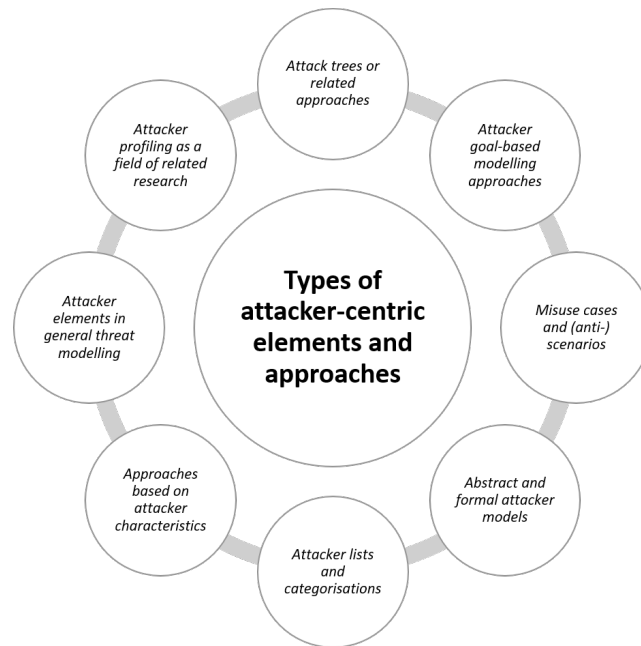 Attack trees or
related
approaches
Attacker
goal-based
modelling
approaches
Misuse cases
and (anti-)
scenarios
Abstract and
formal attacker
models
Attacker lists
and
categorisations
Approaches
based on
attacker
characteristics
Attacker
elements in
general threat
modelling
Attacker
profiling as a
field of related
research
Types of
attacker-centric
elements and
approaches